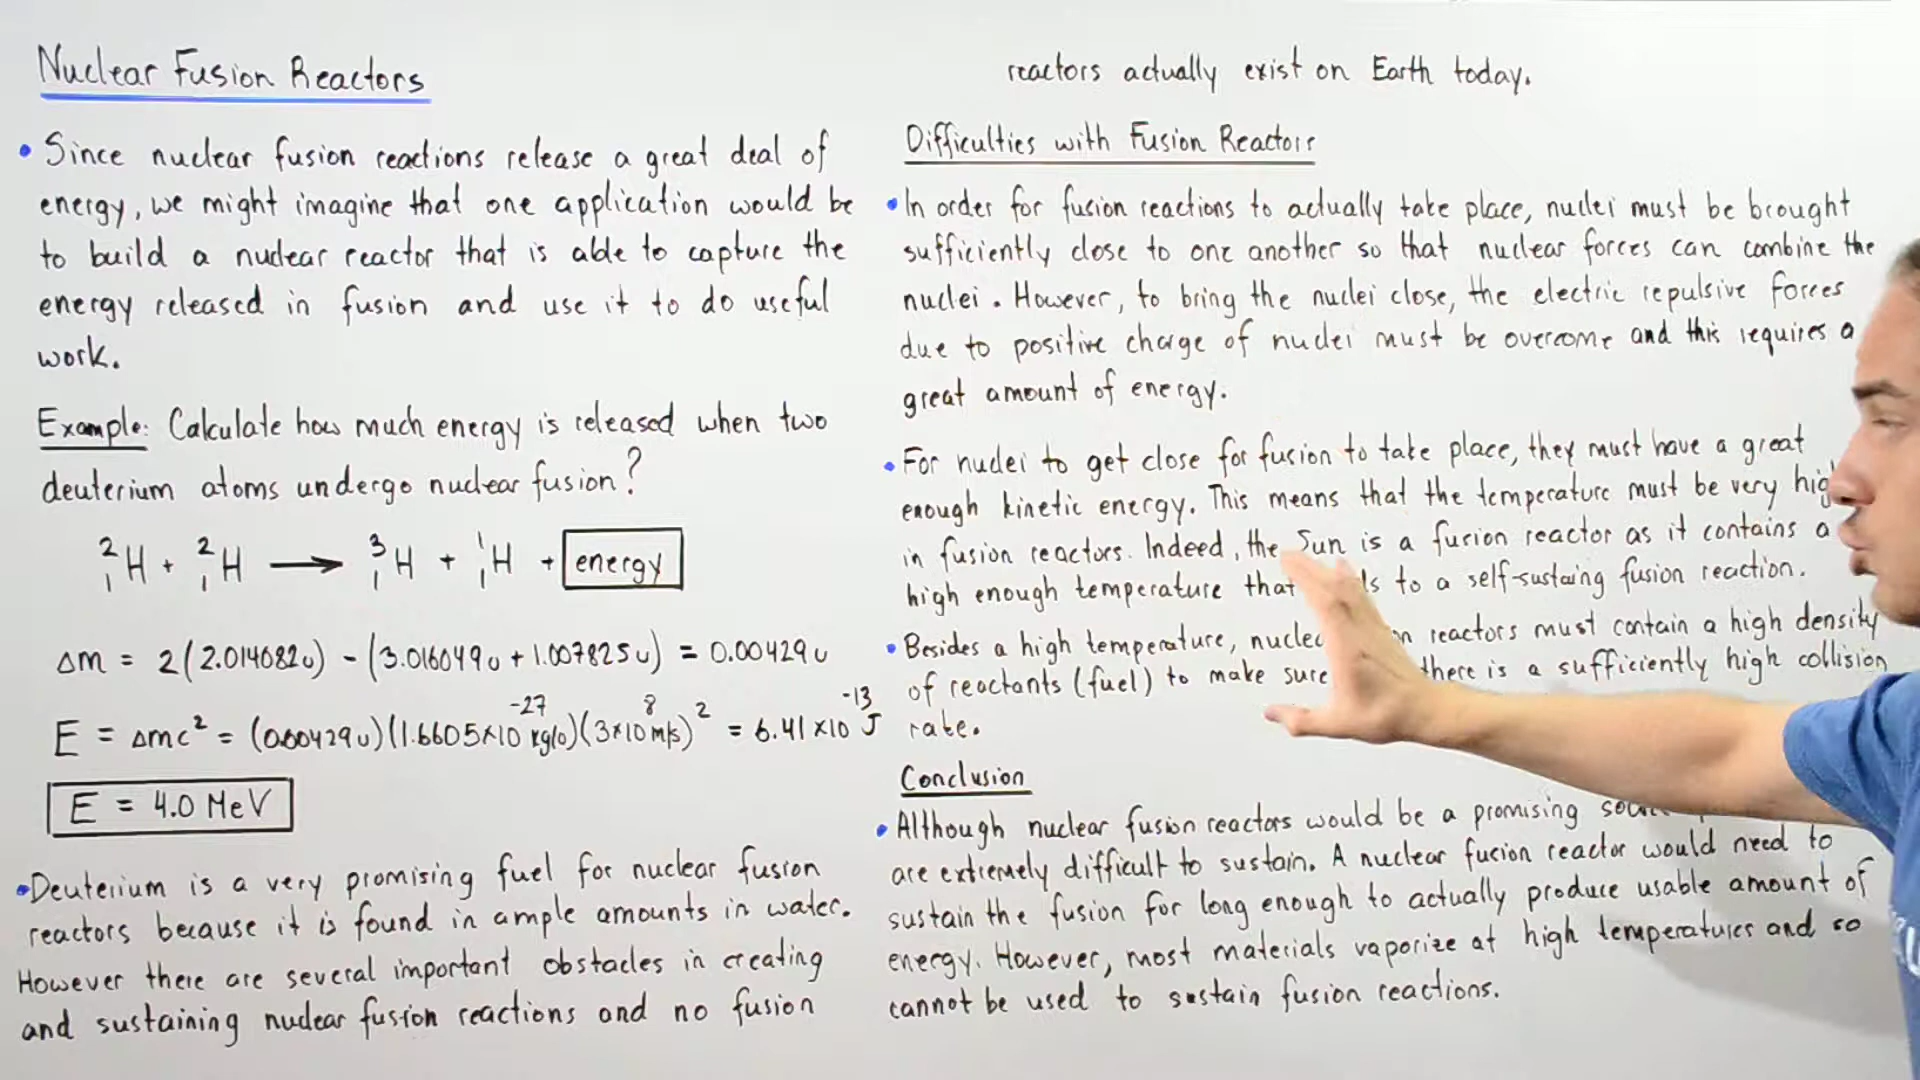 Nuclear Fusion Reactors
• Since nuclear fusion reactions release a great deal of
energy, we might imagine that one application would be
to build a nuclear reactor that is able to capture the
energy released in fusion and use it to do useful
work.
Example: Calculate how much energy is released when two
deuterium atoms undergo nuclear fusion?
²₁H + ²₁H → ³₁H + ¹₁H + energy
Δm = 2(2.014082u) - (3.016049u + 1.007825u) = 0.00429u
E = Δmc² = (0.00429u)(1.6605×10⁻²⁷ kg/u)(3×10⁸ m/s)² = 6.41×10⁻¹³ J
E = 4.0 MeV
• Deuterium is a very promising fuel for nuclear fusion
reactors because it is found in ample amounts in water.
However there are several important obstacles in creating
and sustaining nuclear fusion reactions and no fusion
reactors actually exist on Earth today.
Difficulties with Fusion Reactors
• In order for fusion reactions to actually take place, nuclei must be brought
sufficiently close to one another so that nuclear forces can combine the
nuclei. However, to bring the nuclei close, the electric repulsive forces
due to positive charge of nuclei must be overcome and this requires a
great amount of energy.
• For nuclei to get close for fusion to take place, they must have a great
enough kinetic energy. This means that the temperature must be very
in fusion reactors. Indeed, the Sun is a fusion reactor as it contains a
high enough temperature that to a self-sustaing fusion reaction.
• Besides a high temperature, reactors must contain a high density
of reactants (fuel) to make sure there is a sufficiently high collision
rate.
Conclusion
• Although nuclear fusion reactors would be a promising
are extremely difficult to sustain. A nuclear fusion reactor would need to
sustain the fusion for long enough to actually produce usable amount of
energy. However, most materials vaporize at high temperatures and so
cannot be used to sustain fusion reactions.